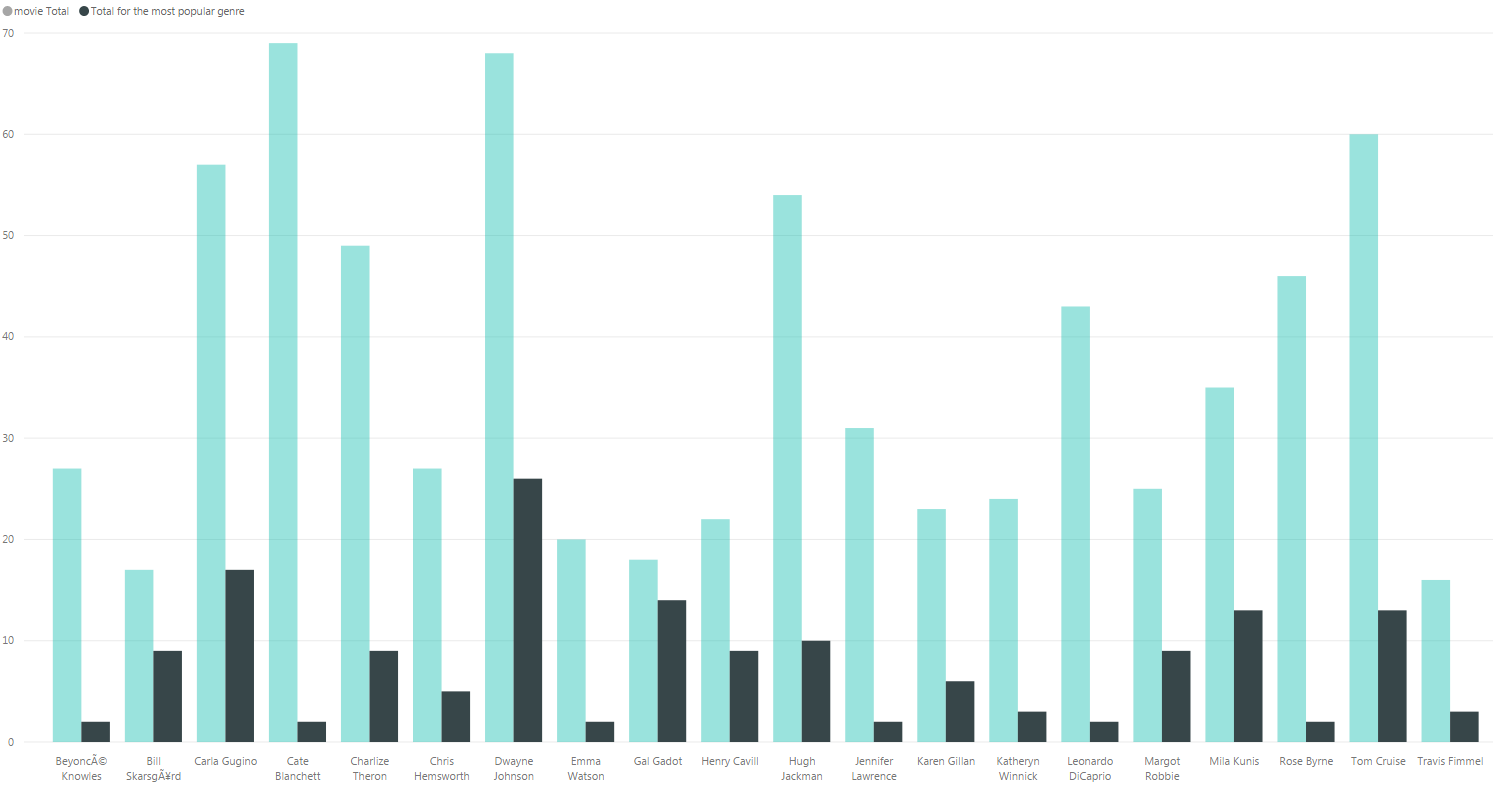 movie Total Total for the most popular genre
70
60
50
40
30
20
10
0
BeyoncÃ© Knowles
Bill SkarsgÃ¥rd
Carla Gugino
Cate Blanchett
Charlize Theron
Chris Hemsworth
Dwayne Johnson
Emma Watson
Gal Gadot
Henry Cavill
Hugh Jackman
Jennifer Lawrence
Karen Gillan
Katheryn Winnick
Leonardo DiCaprio
Margot Robbie
Mila Kunis
Rose Byrne
Tom Cruise
Travis Fimmel